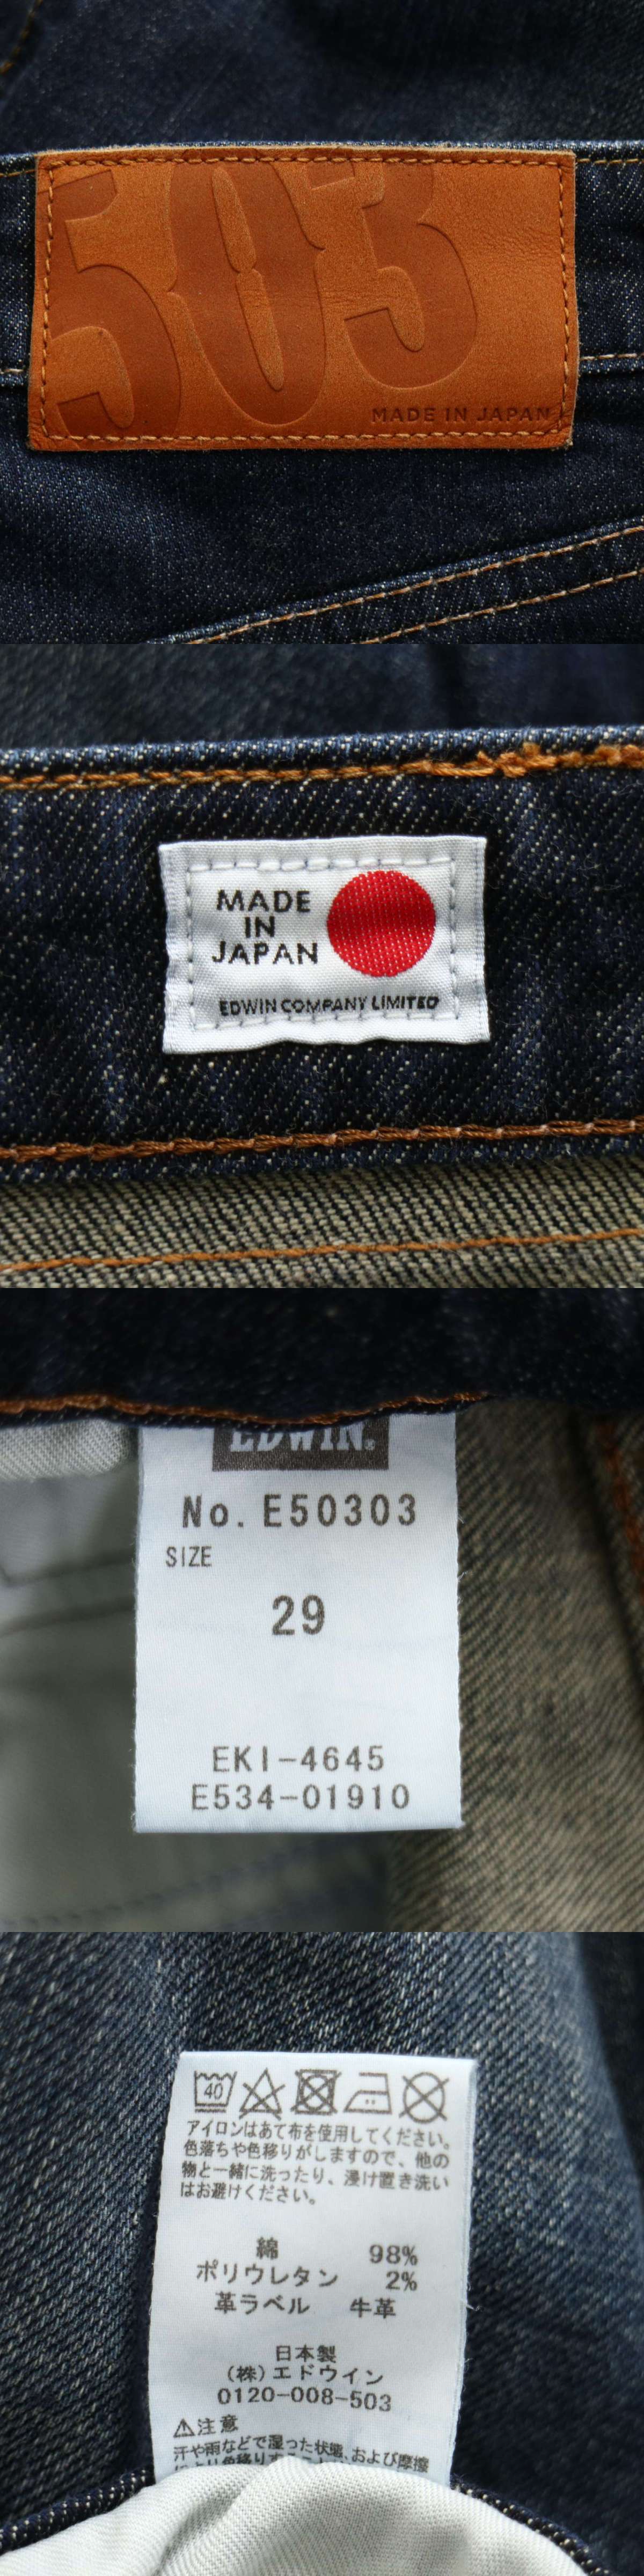 503
MADE IN JAPAN
MADE
IN
JAPAN
EDWIN COMPANY LIMITED
EDWIN®
No. E50303
SIZE
29
EKI-4645
E534-01910
40
アイロンはあて布を使用してください。
色落ちや色移りがしますので、他の
物と一緒に洗ったり、浸け置き洗い
はお避けください。
綿 98%
ポリウレタン 2%
革ラベル 牛革
日本製
(株)エドウイン
0120-008-503
⚠注意
汗や雨などで湿った状態、および摩擦